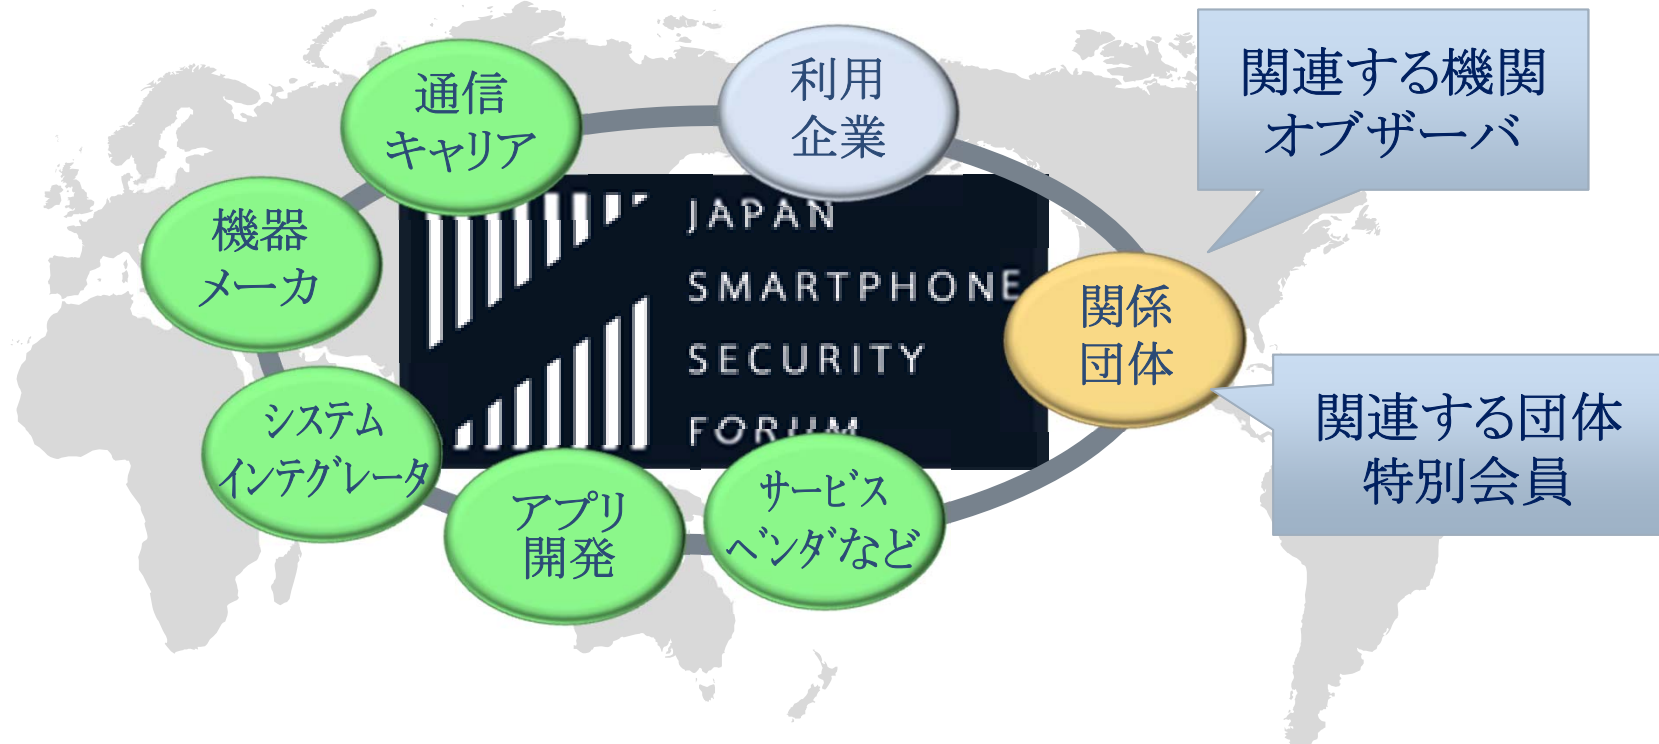 通信
キャリア
利用
企業
関連する機関
オブザーバ
機器
メーカ
JAPAN
SMARTPHONE
SECURITY
FORUM
関係
団体
関連する団体
特別会員
システム
インテグレータ
アプリ
開発
サービス
ベンダなど